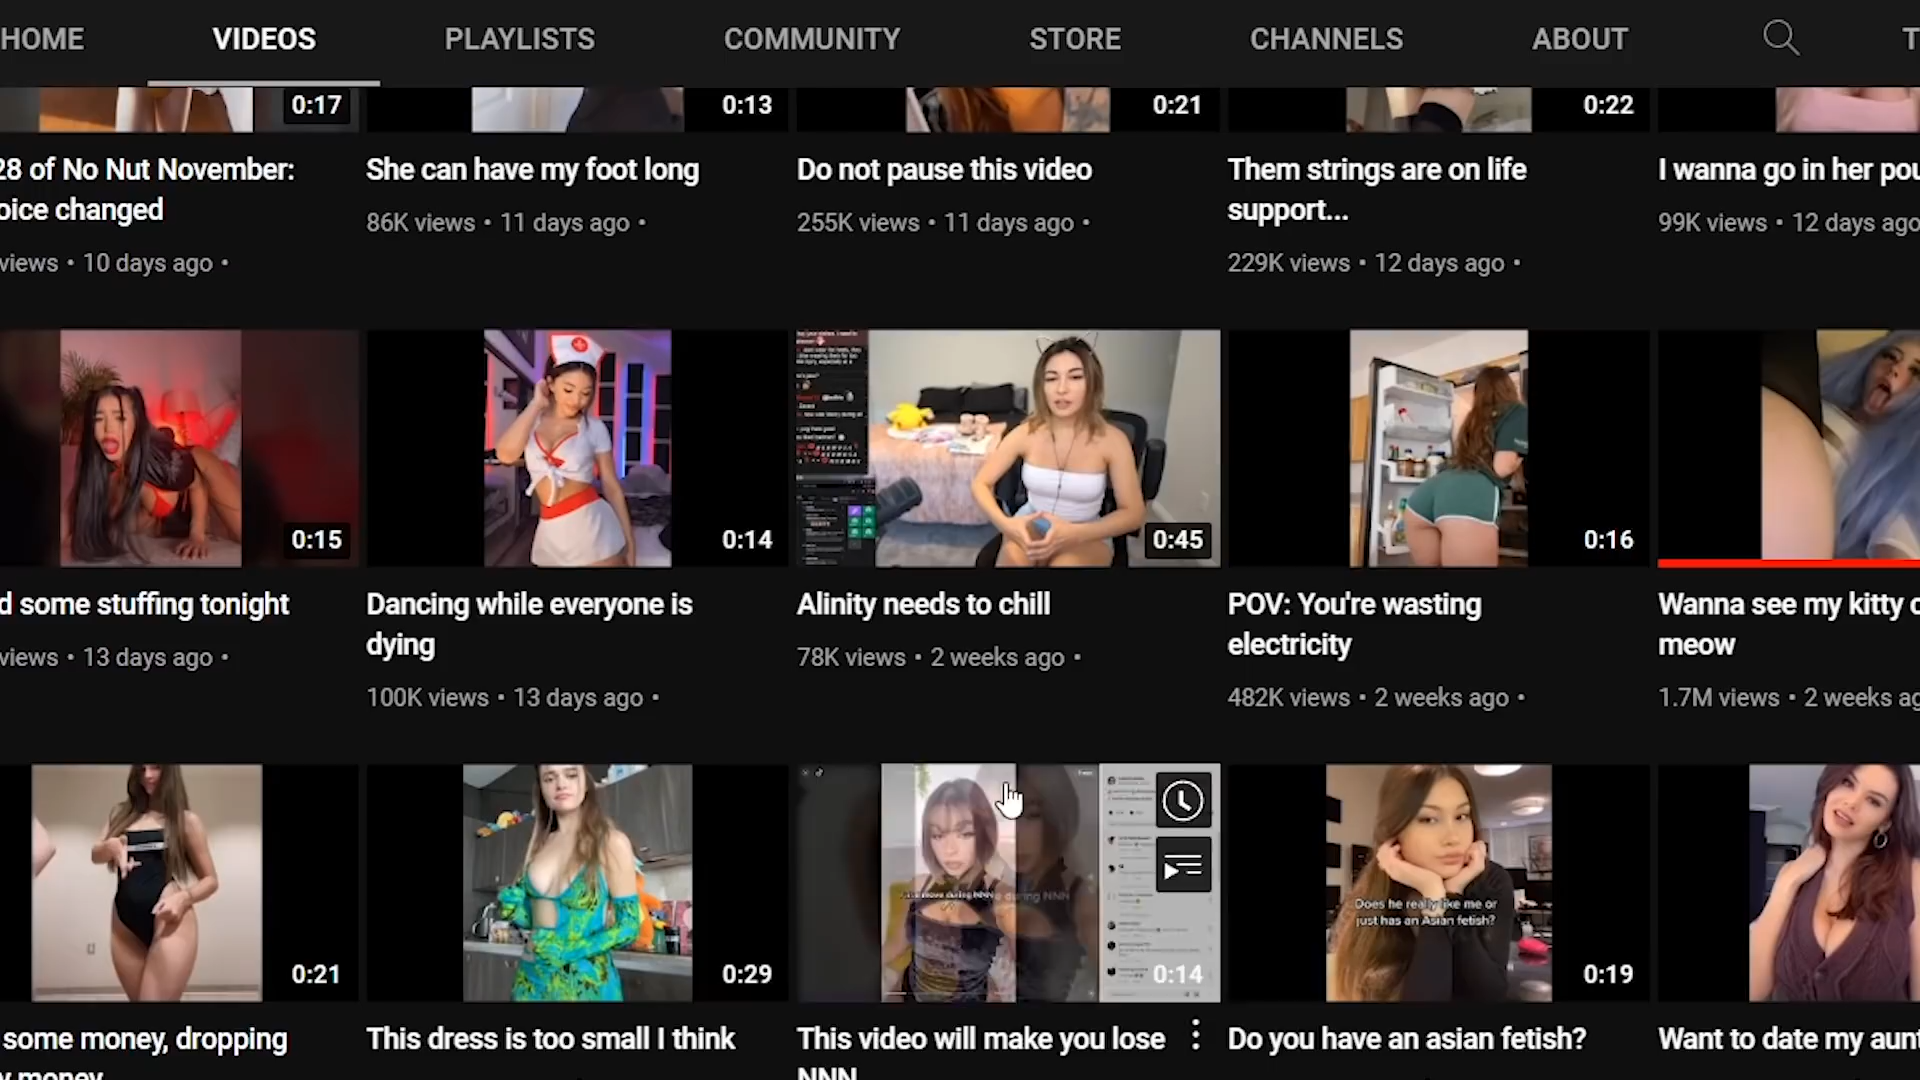 HOME VIDEOS PLAYLISTS COMMUNITY STORE CHANNELS ABOUT
0:17 0:13 0:21 0:22
28 of No Nut November:
oice changed
views • 10 days ago •
She can have my foot long
86K views • 11 days ago •
Do not pause this video
255K views • 11 days ago •
Them strings are on life
support...
229K views • 12 days ago •
I wanna go in her pou
99K views • 12 days ago
0:15 0:14 0:45 0:16
d some stuffing tonight
views • 13 days ago •
Dancing while everyone is
dying
100K views • 13 days ago •
Alinity needs to chill
78K views • 2 weeks ago •
POV: You're wasting
electricity
482K views • 2 weeks ago •
Wanna see my kitty
meow
1.7M views • 2 weeks ag
during NNN
Does he really like me or
just has an Asian fetish?
0:21 0:29 0:14 0:19
some money, dropping
money
This dress is too small I think
This video will make you lose
NNN
Do you have an asian fetish?
Want to date my aunt